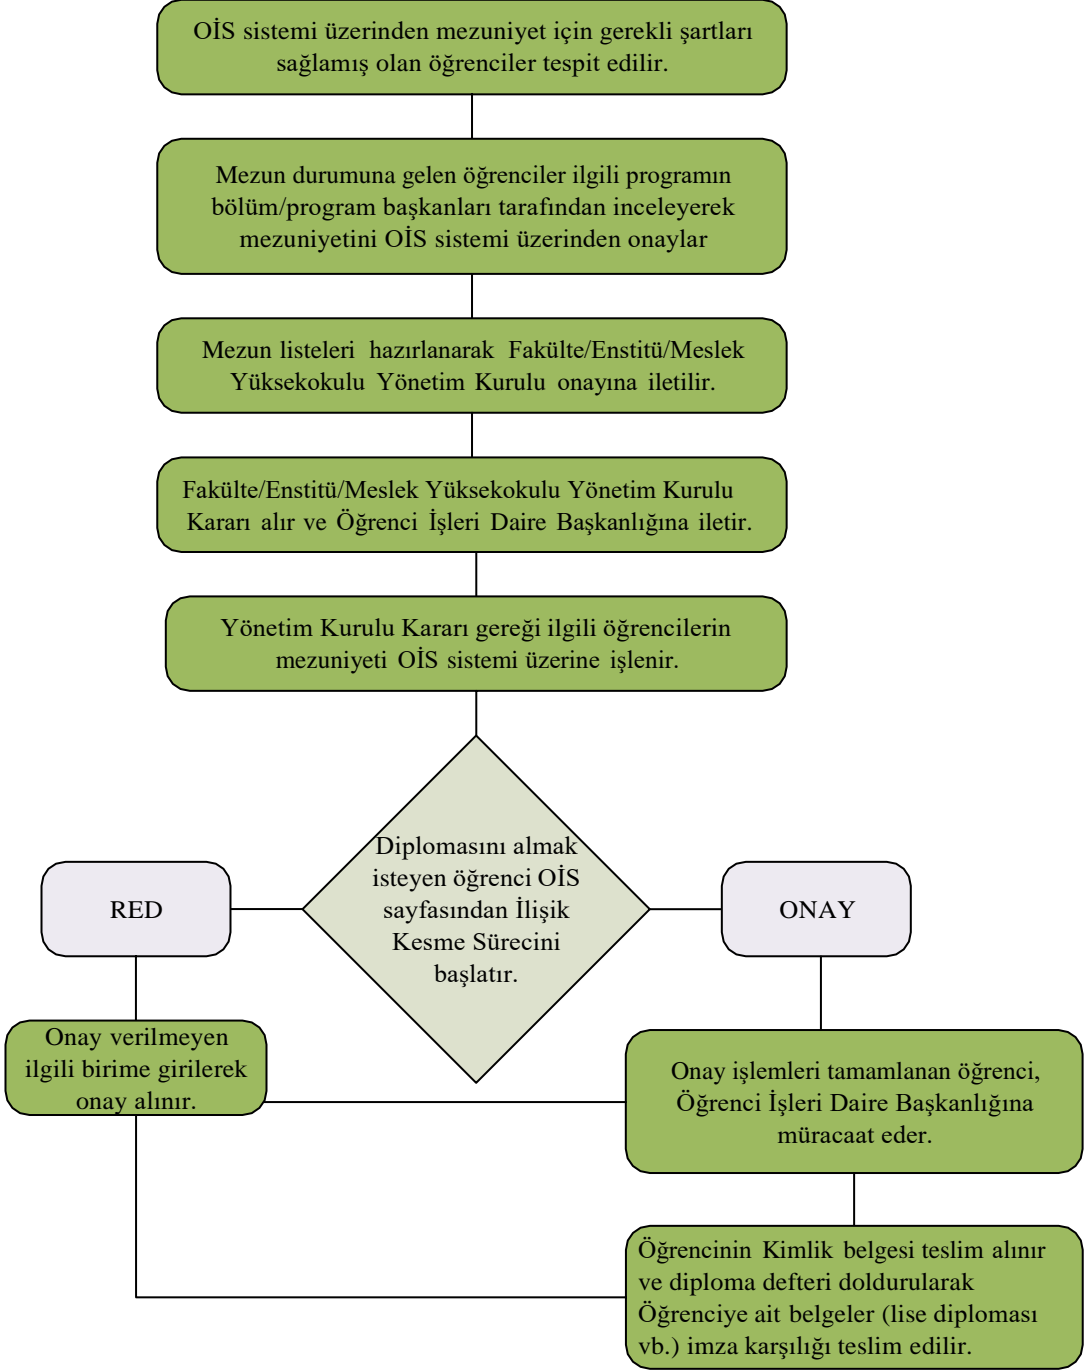 OİS sistemi üzerinden mezuniyet için gerekli şartları
sağlamış olan öğrenciler tespit edilir.
Mezun durumuna gelen öğrenciler ilgili programın
bölüm/program başkanları tarafından inceleyerek
mezuniyetini OİS sistemi üzerinden onaylar
Mezun listeleri hazırlanarak Fakülte/Enstitü/Meslek
Yüksekokulu Yönetim Kurulu onayına iletilir.
Fakülte/Enstitü/Meslek Yüksekokulu Yönetim Kurulu
Kararı alır ve Öğrenci İşleri Daire Başkanlığına iletir.
Yönetim Kurulu Kararı gereği ilgili öğrencilerin
mezuniyeti OİS sistemi üzerine işlenir.
Diplomasını almak
isteyen öğrenci OİS
sayfasından İlişik
Kesme Sürecini
başlatır.
RED
ONAY
Onay verilmeyen
ilgili birime girilerek
onay alınır.
Onay işlemleri tamamlanan öğrenci,
Öğrenci İşleri Daire Başkanlığına
müracaat eder.
Öğrencinin Kimlik belgesi teslim alınır
ve diploma defteri doldurularak
Öğrenciye ait belgeler (lise diploması
vb.) imza karşılığı teslim edilir.